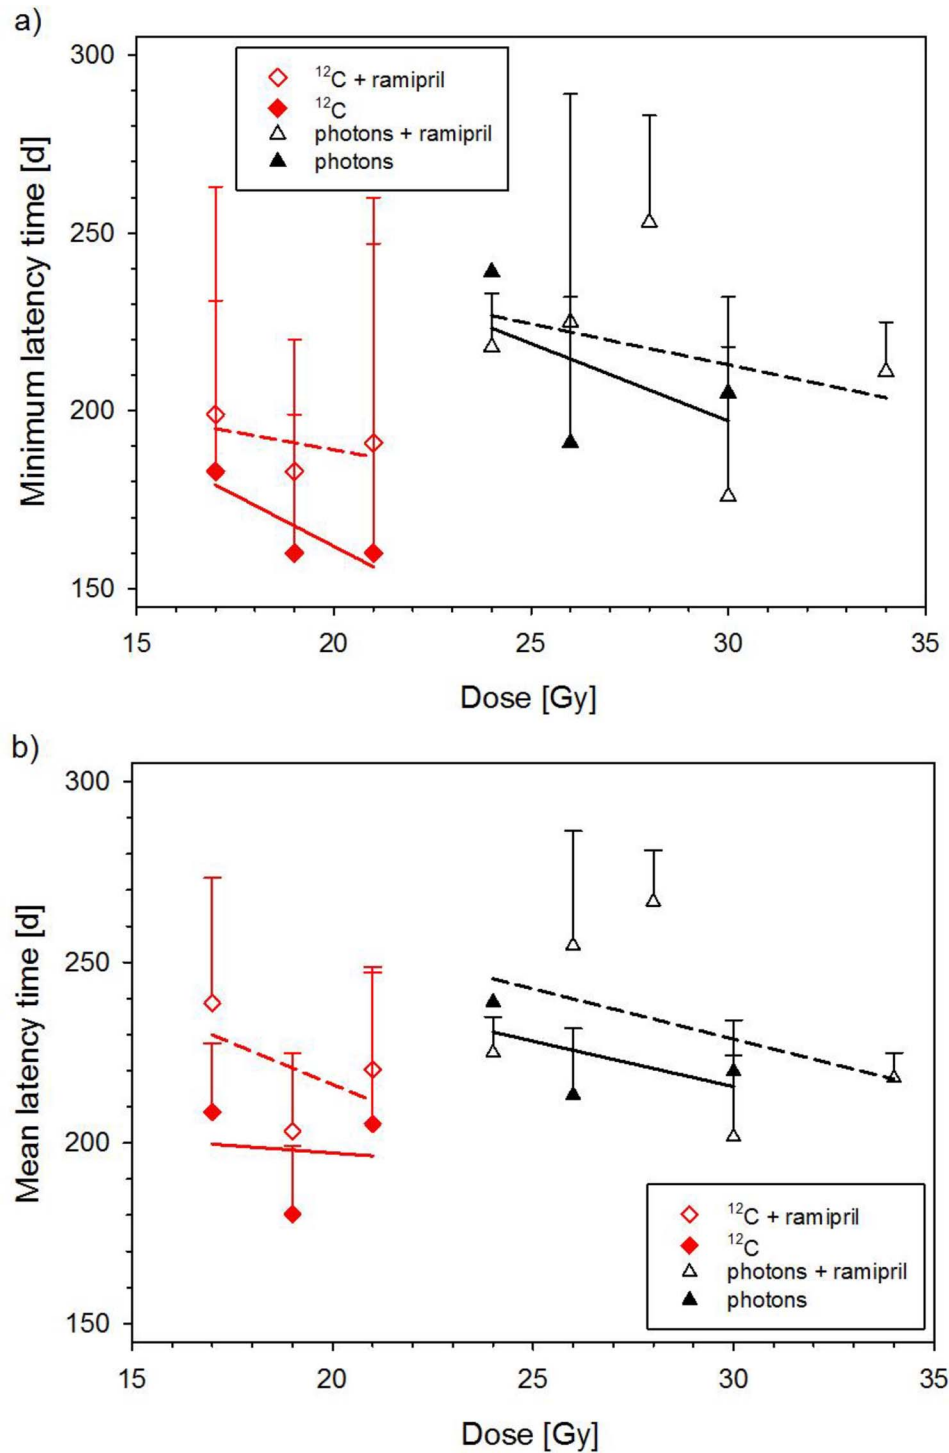 a)
300
250
200
150
Minimum latency time [d]
¹²C + ramipril
¹²C
photons + ramipril
photons
15 20 25 30 35
Dose [Gy]
b)
300
250
200
150
Mean latency time [d]
¹²C + ramipril
¹²C
photons + ramipril
photons
15 20 25 30 35
Dose [Gy]